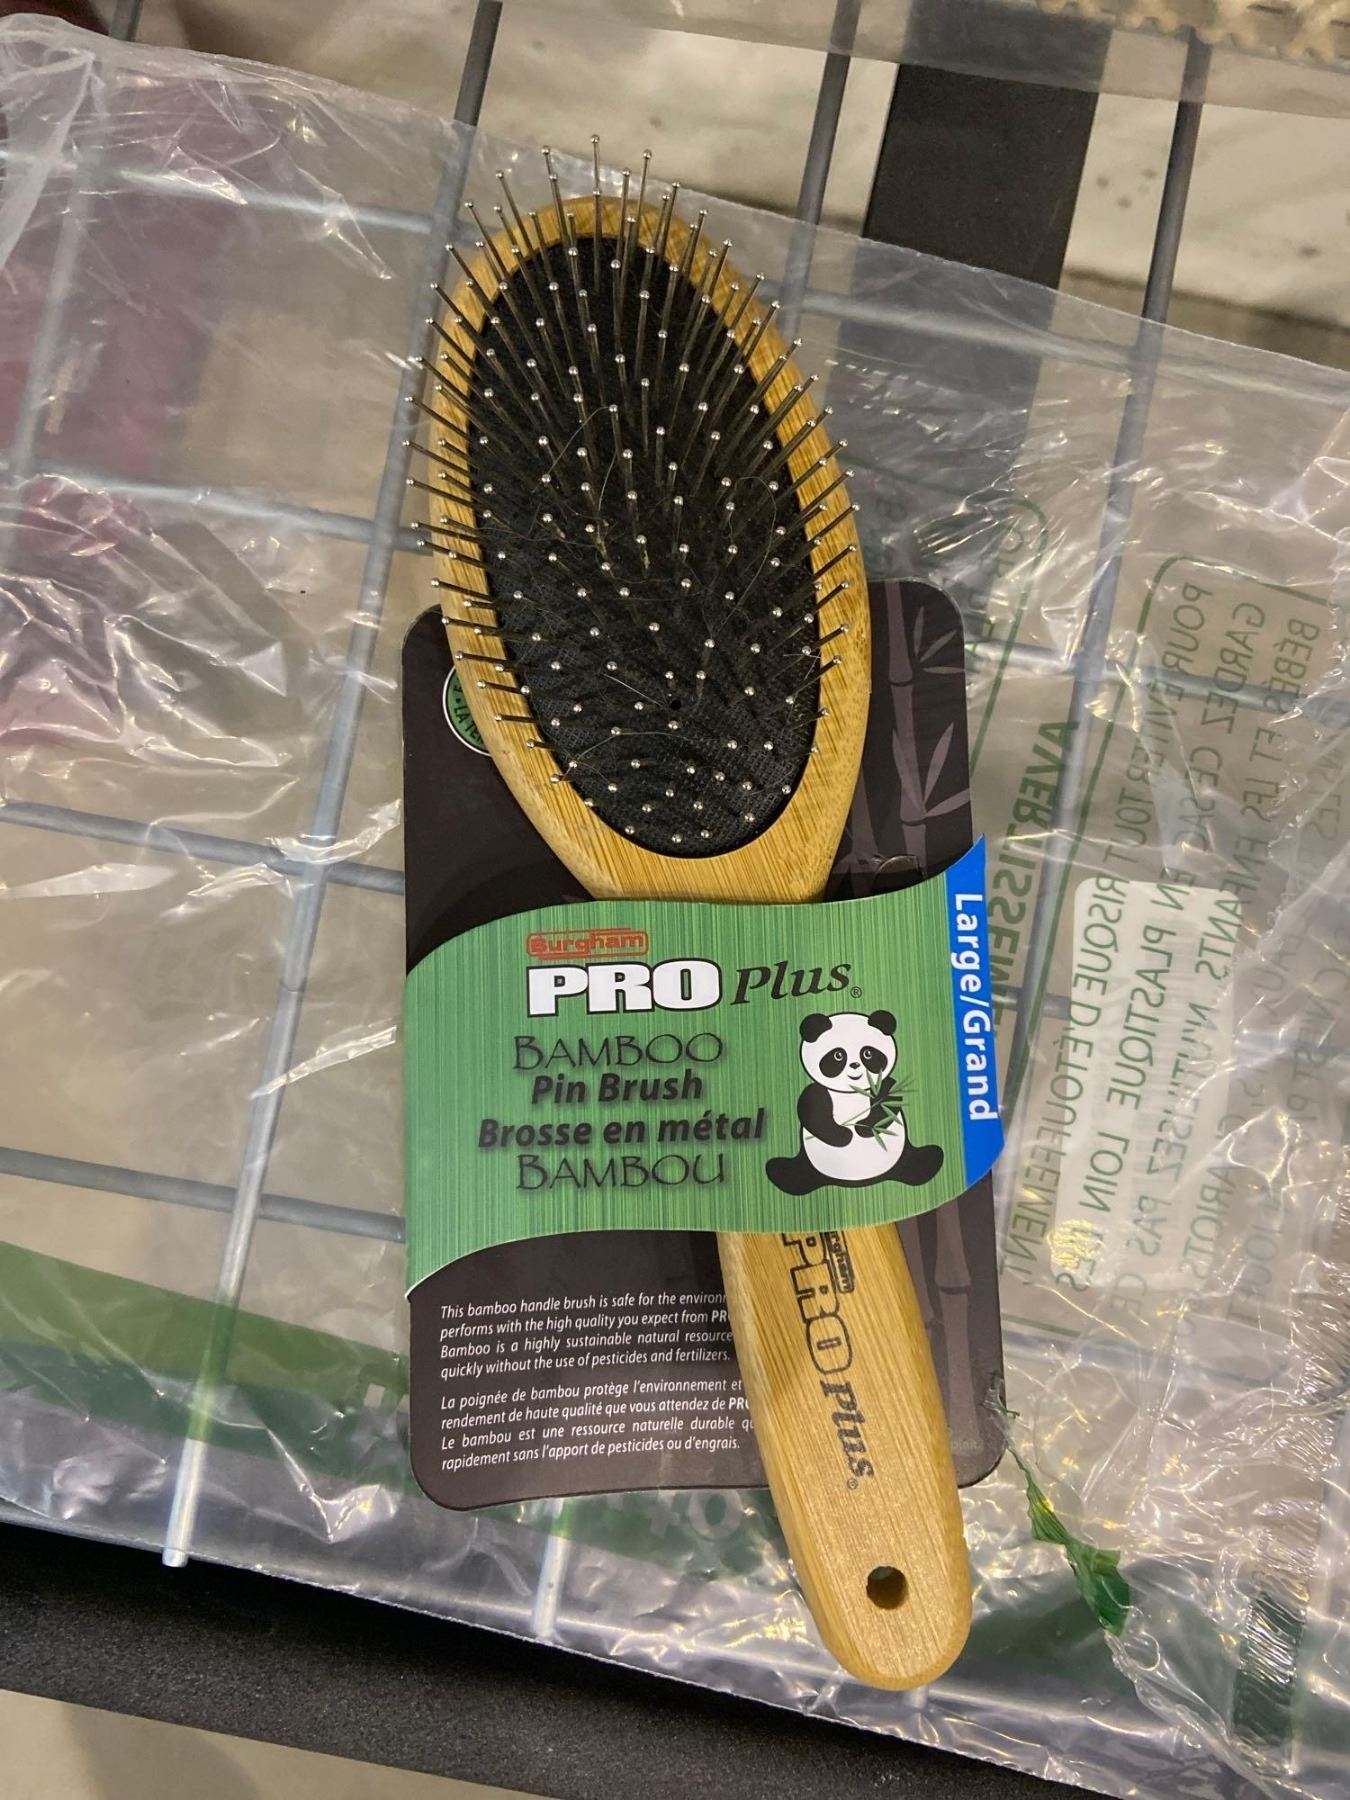 Burgham
PRO Plus®
BAMBOO
Pin Brush
Brosse en métal
BAMBOU
Large/Grand
PRO Plus®
This bamboo handle brush is safe for the
performs with the high quality you expect from
Bamboo is a highly sustainable natural resource
quickly without the use of pesticides and fertilizers.
La poignée de bambou protège l'environnement et
rendement de haute qualité que vous attendez de
Le bambou est une ressource naturelle durable
rapidement sans l'apport de pesticides ou d'engrais.
AVERTISSEMENT
POUR ÉVITER TOUT RISQUE D'ÉTOUFFEMENT,
GARDEZ CE SAC EN PLASTIQUE LOIN DES
BÉBÉS ET LES ENFANTS N'UTILISEZ PAS CE